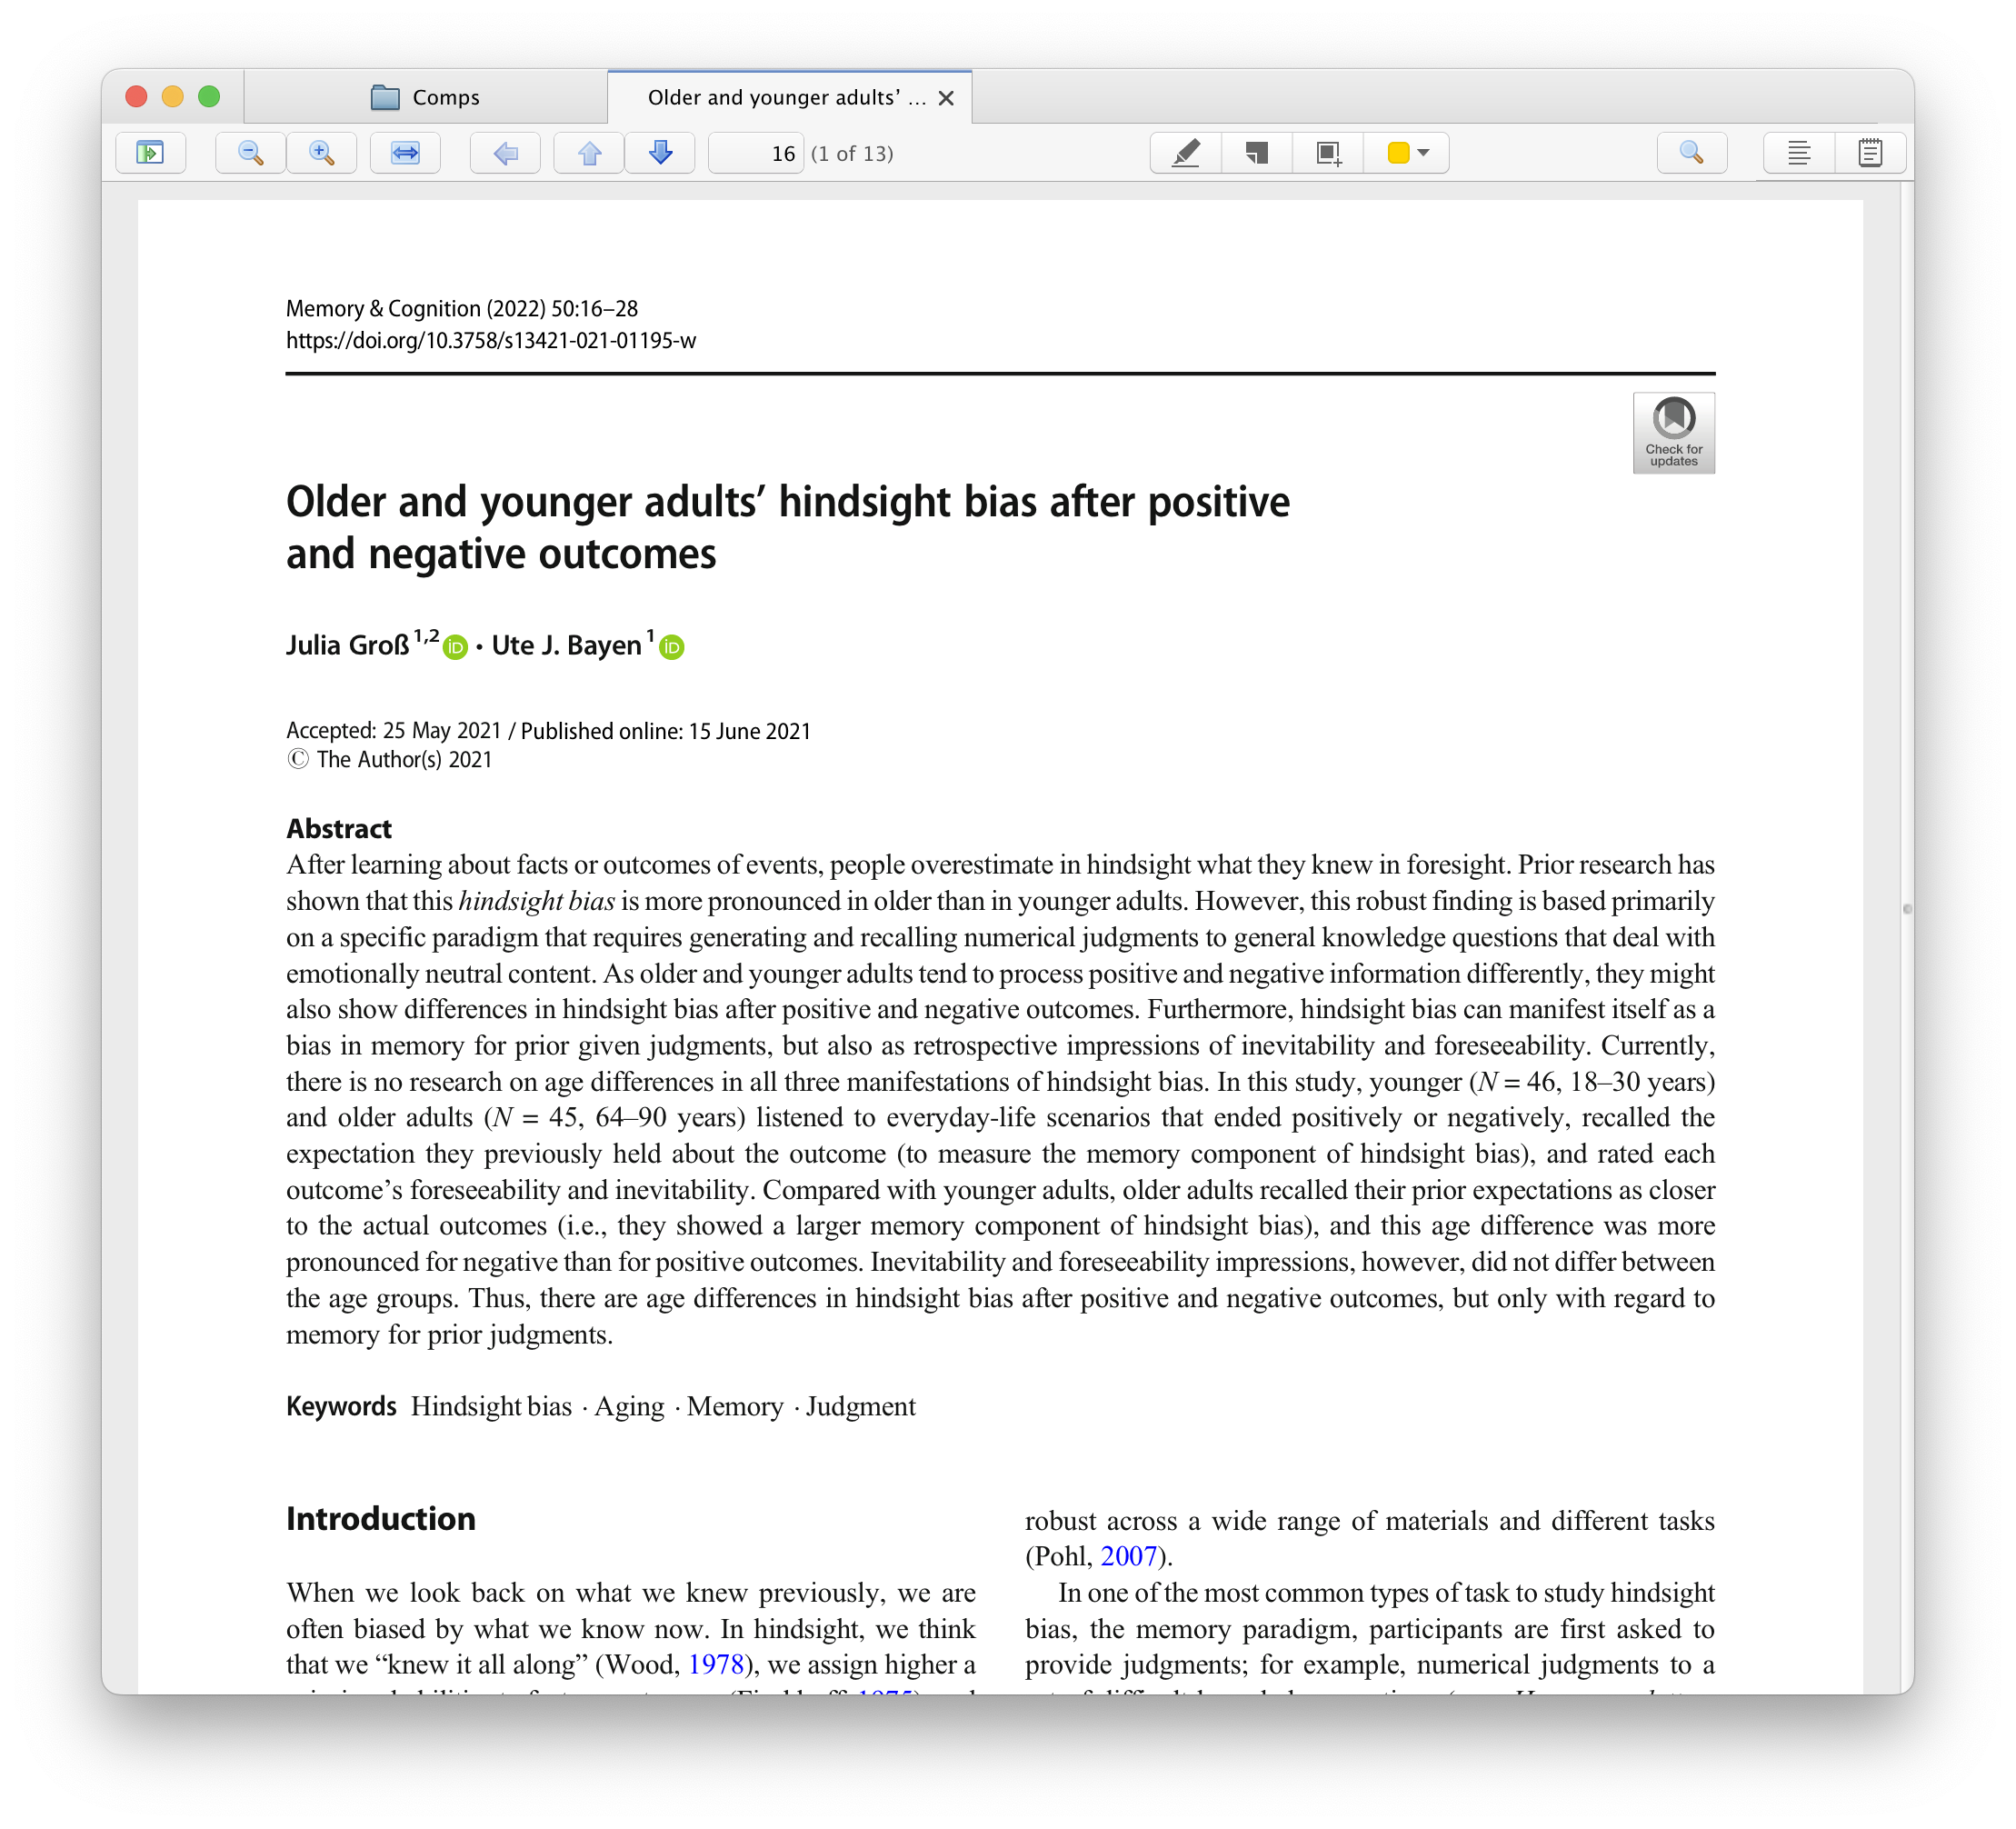 Comps
Older and younger adults’ ...
16 (1 of 13)
Memory & Cognition (2022) 50:16–28
https://doi.org/10.3758/s13421-021-01195-w
Check for
updates
Older and younger adults’ hindsight bias after positive
and negative outcomes
Julia Groß 1,2 iD · Ute J. Bayen 1 iD
Accepted: 25 May 2021 / Published online: 15 June 2021
© The Author(s) 2021
Abstract
After learning about facts or outcomes of events, people overestimate in hindsight what they knew in foresight. Prior research has
shown that this hindsight bias is more pronounced in older than in younger adults. However, this robust finding is based primarily
on a specific paradigm that requires generating and recalling numerical judgments to general knowledge questions that deal with
emotionally neutral content. As older and younger adults tend to process positive and negative information differently, they might
also show differences in hindsight bias after positive and negative outcomes. Furthermore, hindsight bias can manifest itself as a
bias in memory for prior given judgments, but also as retrospective impressions of inevitability and foreseeability. Currently,
there is no research on age differences in all three manifestations of hindsight bias. In this study, younger (N = 46, 18–30 years)
and older adults (N = 45, 64–90 years) listened to everyday-life scenarios that ended positively or negatively, recalled the
expectation they previously held about the outcome (to measure the memory component of hindsight bias), and rated each
outcome’s foreseeability and inevitability. Compared with younger adults, older adults recalled their prior expectations as closer
to the actual outcomes (i.e., they showed a larger memory component of hindsight bias), and this age difference was more
pronounced for negative than for positive outcomes. Inevitability and foreseeability impressions, however, did not differ between
the age groups. Thus, there are age differences in hindsight bias after positive and negative outcomes, but only with regard to
memory for prior judgments.
Keywords Hindsight bias · Aging · Memory · Judgment
Introduction
When we look back on what we knew previously, we are
often biased by what we know now. In hindsight, we think
that we “knew it all along” (Wood, 1978), we assign higher a
robust across a wide range of materials and different tasks
(Pohl, 2007).
In one of the most common types of task to study hindsight
bias, the memory paradigm, participants are first asked to
provide judgments; for example, numerical judgments to a